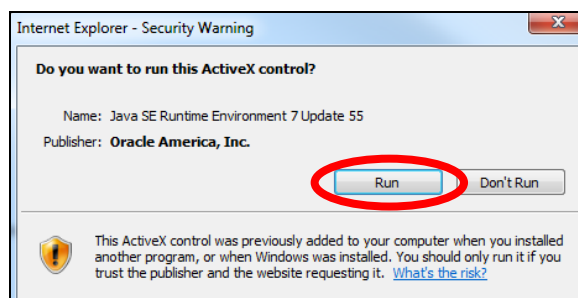 Internet Explorer - Security Warning
Do you want to run this ActiveX control?
Name: Java SE Runtime Environment 7 Update 55
Publisher: Oracle America, Inc.
Run Don't Run
This ActiveX control was previously added to your computer when you installed
another program, or when Windows was installed. You should only run it if you
trust the publisher and the website requesting it. What's the risk?